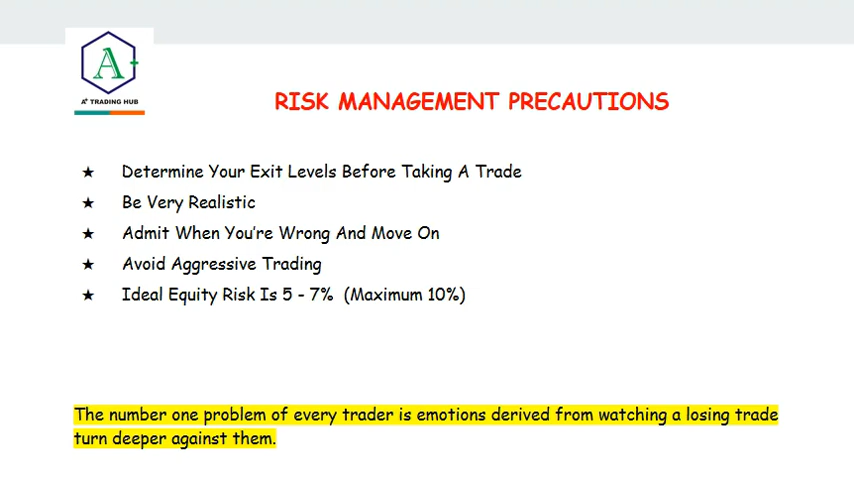 A+
A+ TRADING HUB
RISK MANAGEMENT PRECAUTIONS
★ Determine Your Exit Levels Before Taking A Trade
★ Be Very Realistic
★ Admit When You're Wrong And Move On
★ Avoid Aggressive Trading
★ Ideal Equity Risk Is 5 - 7% (Maximum 10%)
The number one problem of every trader is emotions derived from watching a losing trade
turn deeper against them.